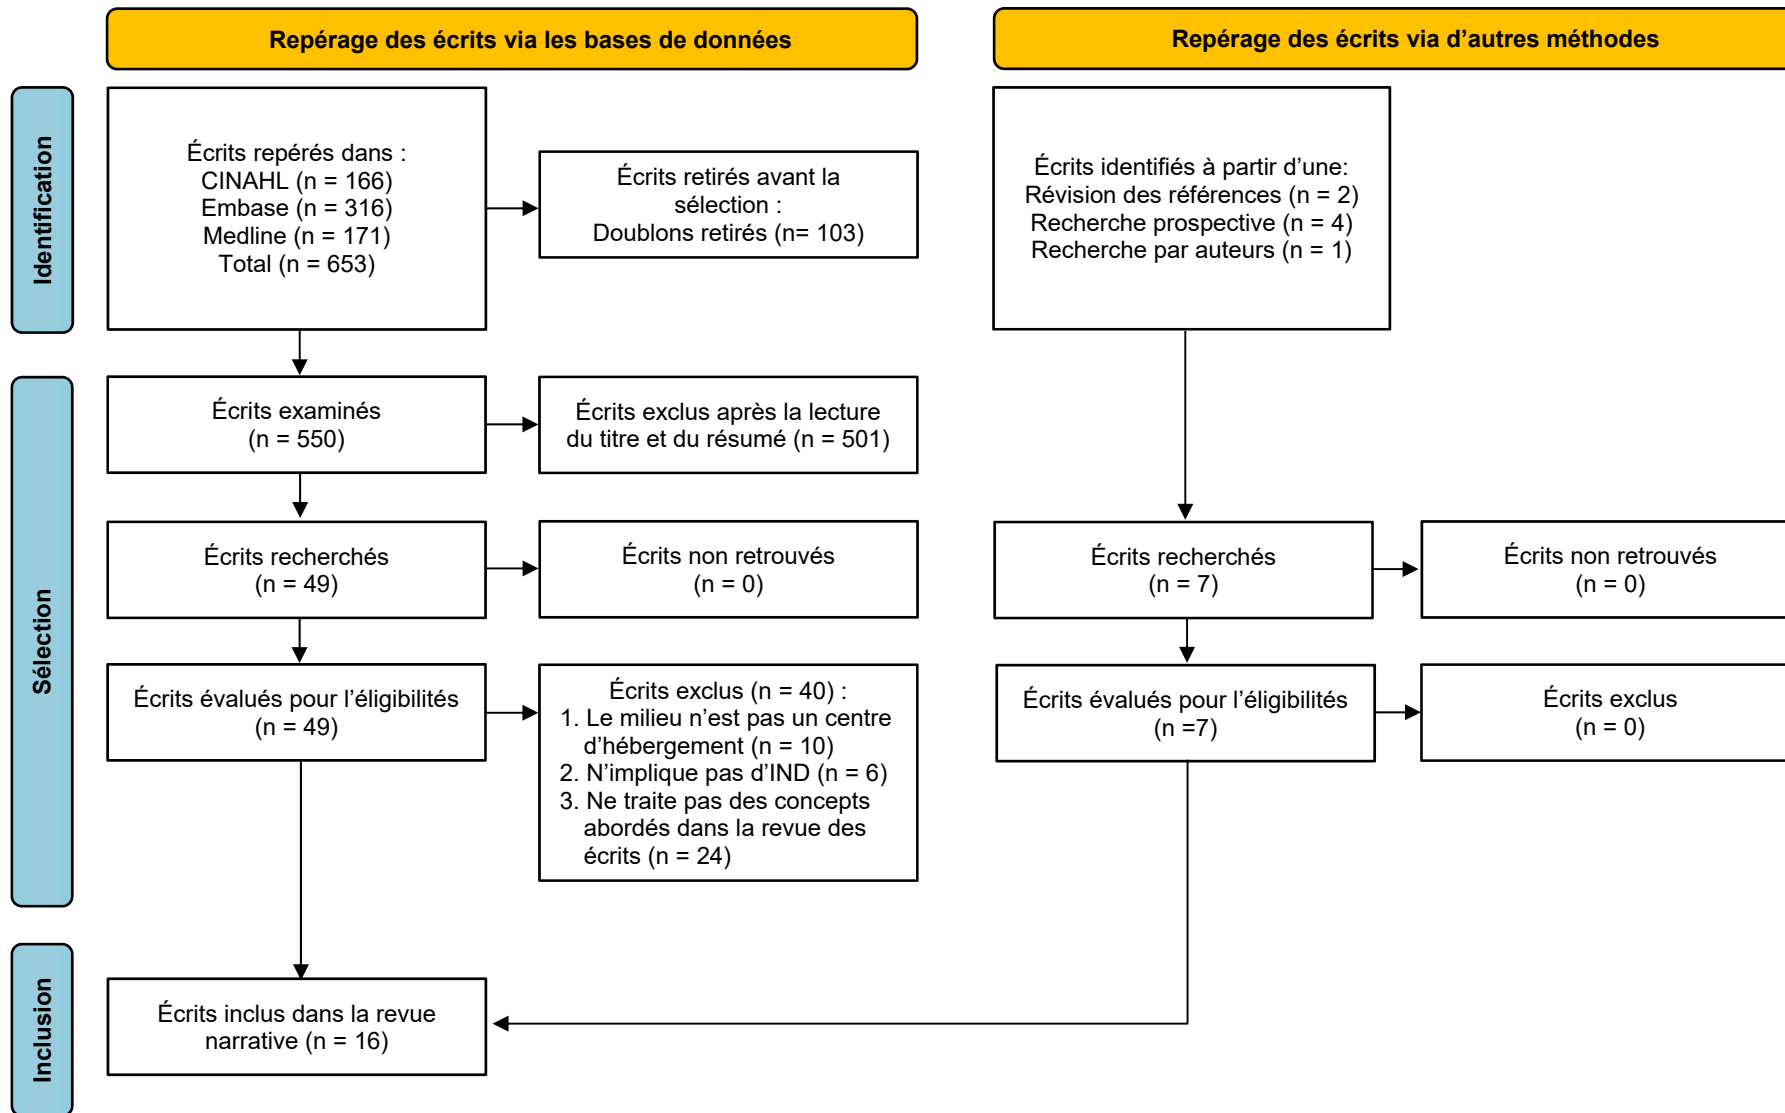 Repérage des écrits via les bases de données
Repérage des écrits via d'autres méthodes
Identification
Écrits repérés dans :
CINAHL (n = 166)
Embase (n = 316)
Medline (n = 171)
Total (n = 653)
Écrits retirés avant la
sélection :
Doublons retirés (n= 103)
Écrits identifiés à partir d’une:
Révision des références (n = 2)
Recherche prospective (n = 4)
Recherche par auteurs (n = 1)
Sélection
Écrits examinés
(n = 550)
Écrits exclus après la lecture
du titre et du résumé (n = 501)
Écrits recherchés
(n = 49)
Écrits non retrouvés
(n = 0)
Écrits recherchés
(n = 7)
Écrits non retrouvés
(n = 0)
Écrits évalués pour l’éligibilités
(n = 49)
Écrits exclus (n = 40) :
1. Le milieu n’est pas un centre
d’hébergement (n = 10)
2. N’implique pas d’IND (n = 6)
3. Ne traite pas des concepts
abordés dans la revue des
écrits (n = 24)
Écrits évalués pour l’éligibilités
(n =7)
Écrits exclus
(n = 0)
Inclusion
Écrits inclus dans la revue
narrative (n = 16)